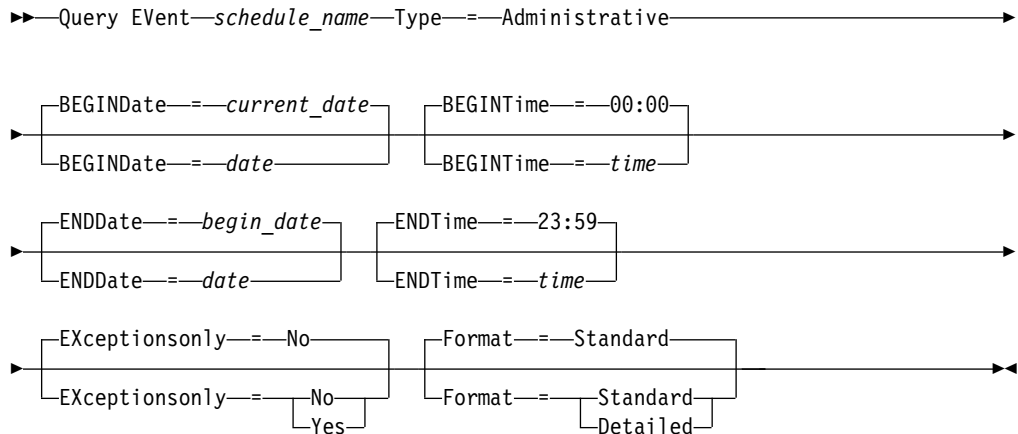 Query EVent schedule_name Type = Administrative
BEGINDate = current_date BEGINTime = 00:00
BEGINDate = date BEGINTime = time
ENDDate = begin_date ENDTime = 23:59
ENDDate = date ENDTime = time
EXceptionsonly = No Format = Standard
EXceptionsonly = No Format = Standard
Yes Detailed